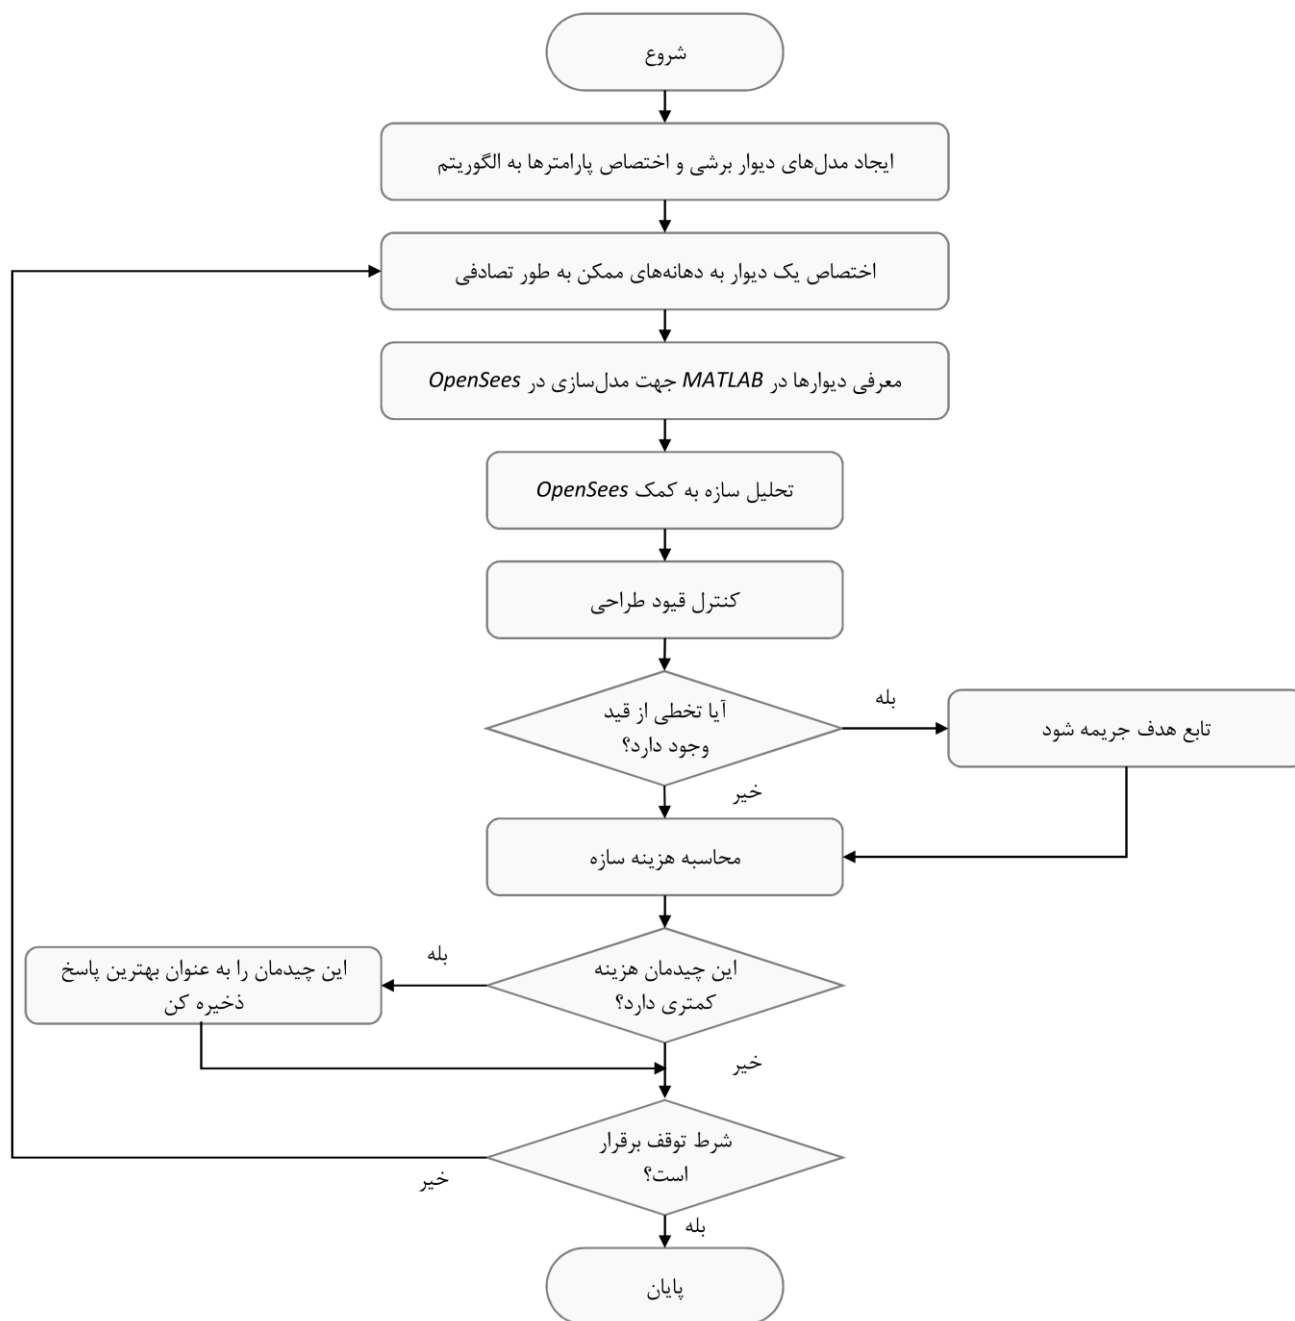 شروع
ایجاد مدل‌های دیوار برشی و اختصاص پارامترها به الگوریتم
اختصاص یک دیوار به دهانه‌های ممکن به طور تصادفی
معرفی دیوارها در MATLAB جهت مدل‌سازی در OpenSees
تحلیل سازه به کمک OpenSees
کنترل قیود طراحی
آیا تخطی از قید
وجود دارد؟
بله
تابع هدف جریمه شود
خیر
محاسبه هزینه سازه
این چیدمان هزینه
کمتری دارد؟
بله
این چیدمان را به عنوان بهترین پاسخ
ذخیره کن
خیر
شرط توقف برقرار
است؟
خیر
بله
پایان